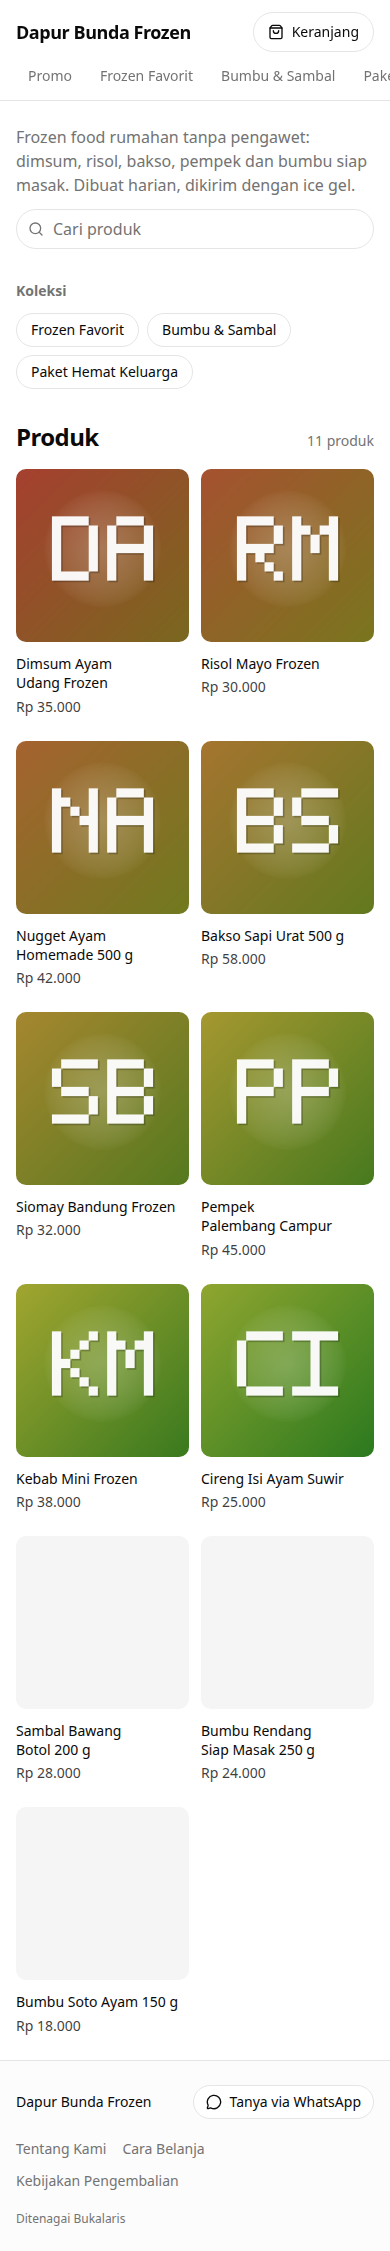 Dapur Bunda Frozen
Keranjang
Promo Frozen Favorit Bumbu & Sambal Pake
Frozen food rumahan tanpa pengawet:
dimsum, risol, bakso, pempek dan bumbu siap
masak. Dibuat harian, dikirim dengan ice gel.
Cari produk
Koleksi
Frozen Favorit
Bumbu & Sambal
Paket Hemat Keluarga
Produk
11 produk
DA
Dimsum Ayam
Udang Frozen
Rp 35.000
RM
Risol Mayo Frozen
Rp 30.000
NA
Nugget Ayam
Homemade 500 g
Rp 42.000
BS
Bakso Sapi Urat 500 g
Rp 58.000
SB
Siomay Bandung Frozen
Rp 32.000
PP
Pempek
Palembang Campur
Rp 45.000
KM
Kebab Mini Frozen
Rp 38.000
CI
Cireng Isi Ayam Suwir
Rp 25.000
Sambal Bawang
Botol 200 g
Rp 28.000
Bumbu Rendang
Siap Masak 250 g
Rp 24.000
Bumbu Soto Ayam 150 g
Rp 18.000
Dapur Bunda Frozen
Tanya via WhatsApp
Tentang Kami Cara Belanja
Kebijakan Pengembalian
Ditenagai Bukalaris